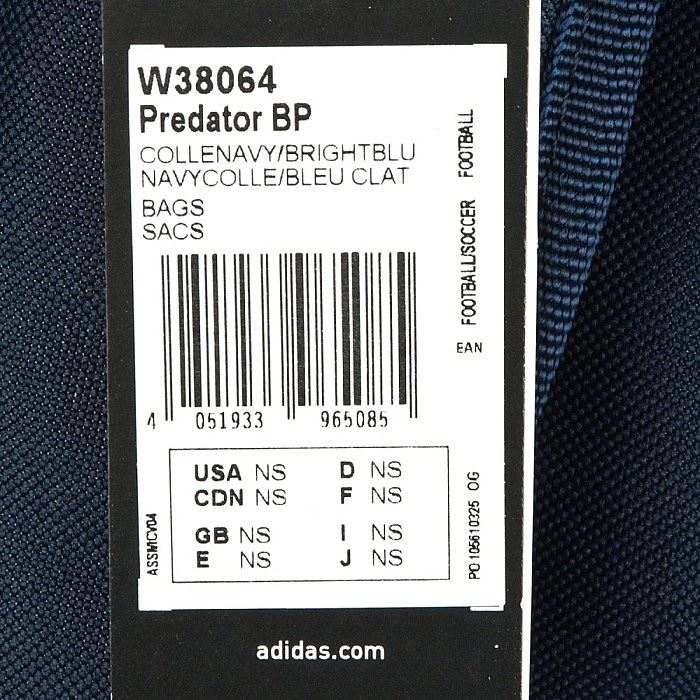 W38064
Predator BP
COLLENAVY/BRIGHTBLU
NAVYCOLLE/BLEU CLAT
BAGS
SACS
FOOTBALL/SOCCER FOOTBALL
EAN
4 051933 965085
USA NS D NS
CDN NS F NS
GB NS I NS
E NS J NS
ASSMCV04
PO 105610325 OG
adidas.com